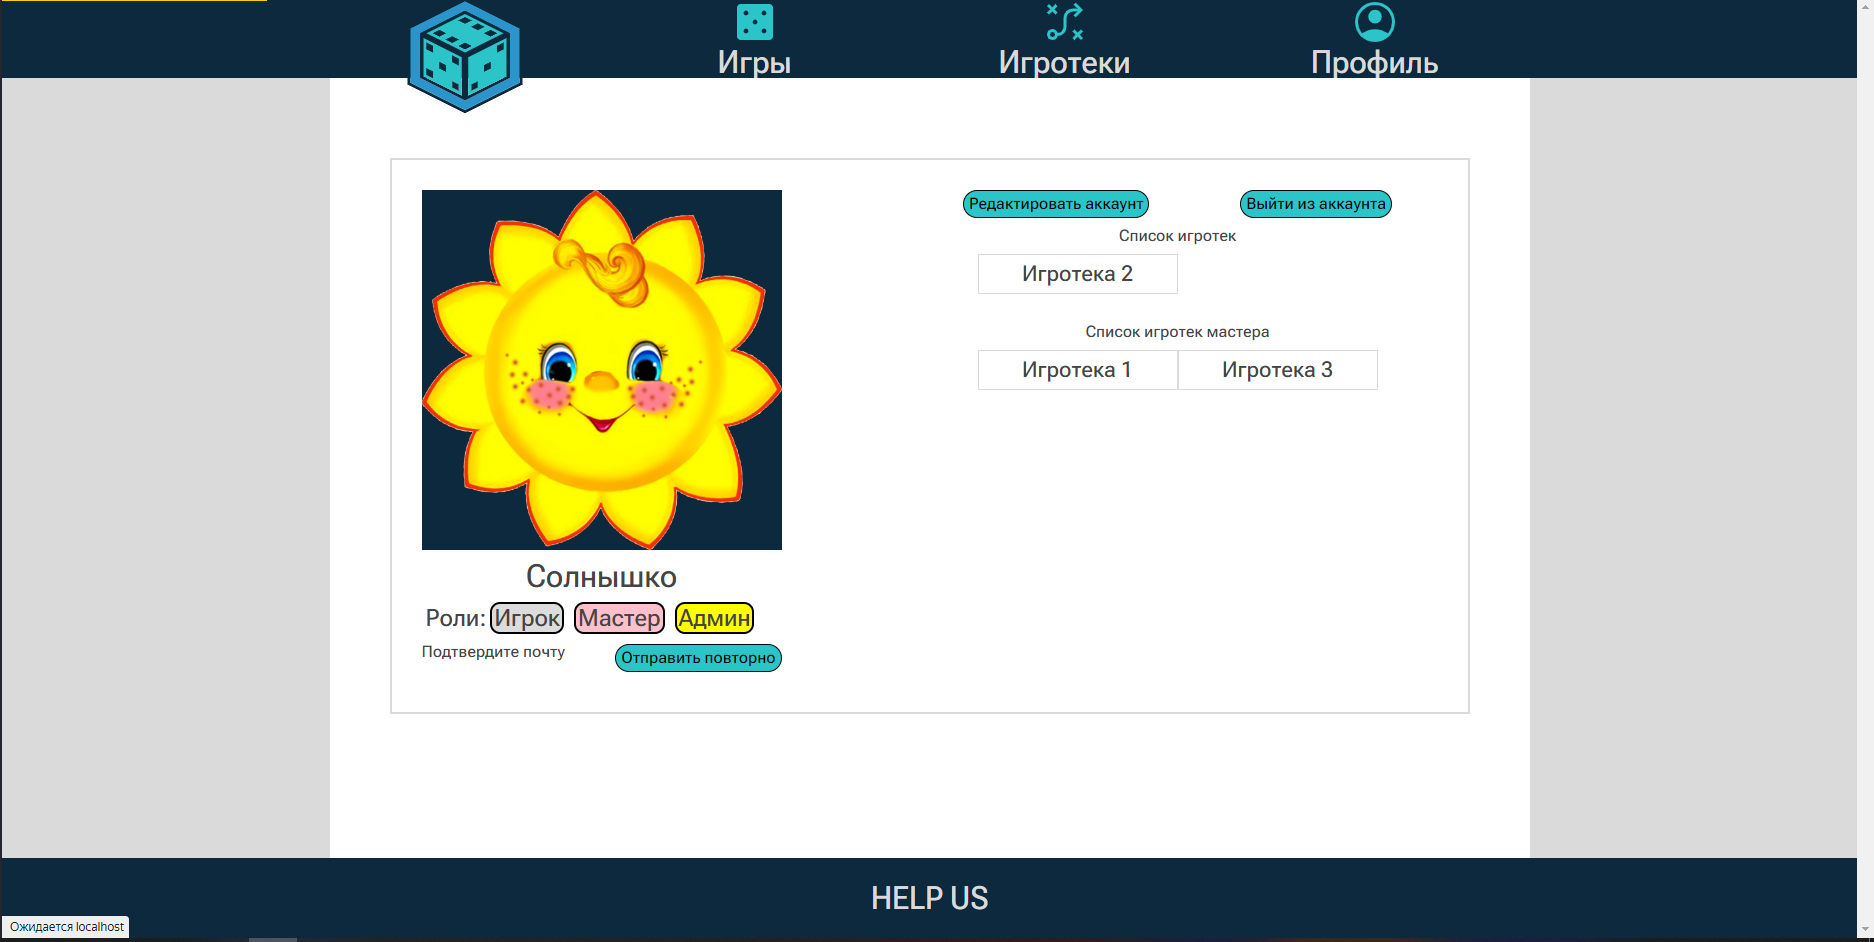 Игры
Игротеки
Профиль
Редактировать аккаунт
Выйти из аккаунта
Список игротек
Игротека 2
Список игротек мастера
Игротека 1
Игротека 3
Солнышко
Роли: Игрок Мастер Админ
Подтвердите почту
Отправить повторно
HELP US
Ожидается localhost